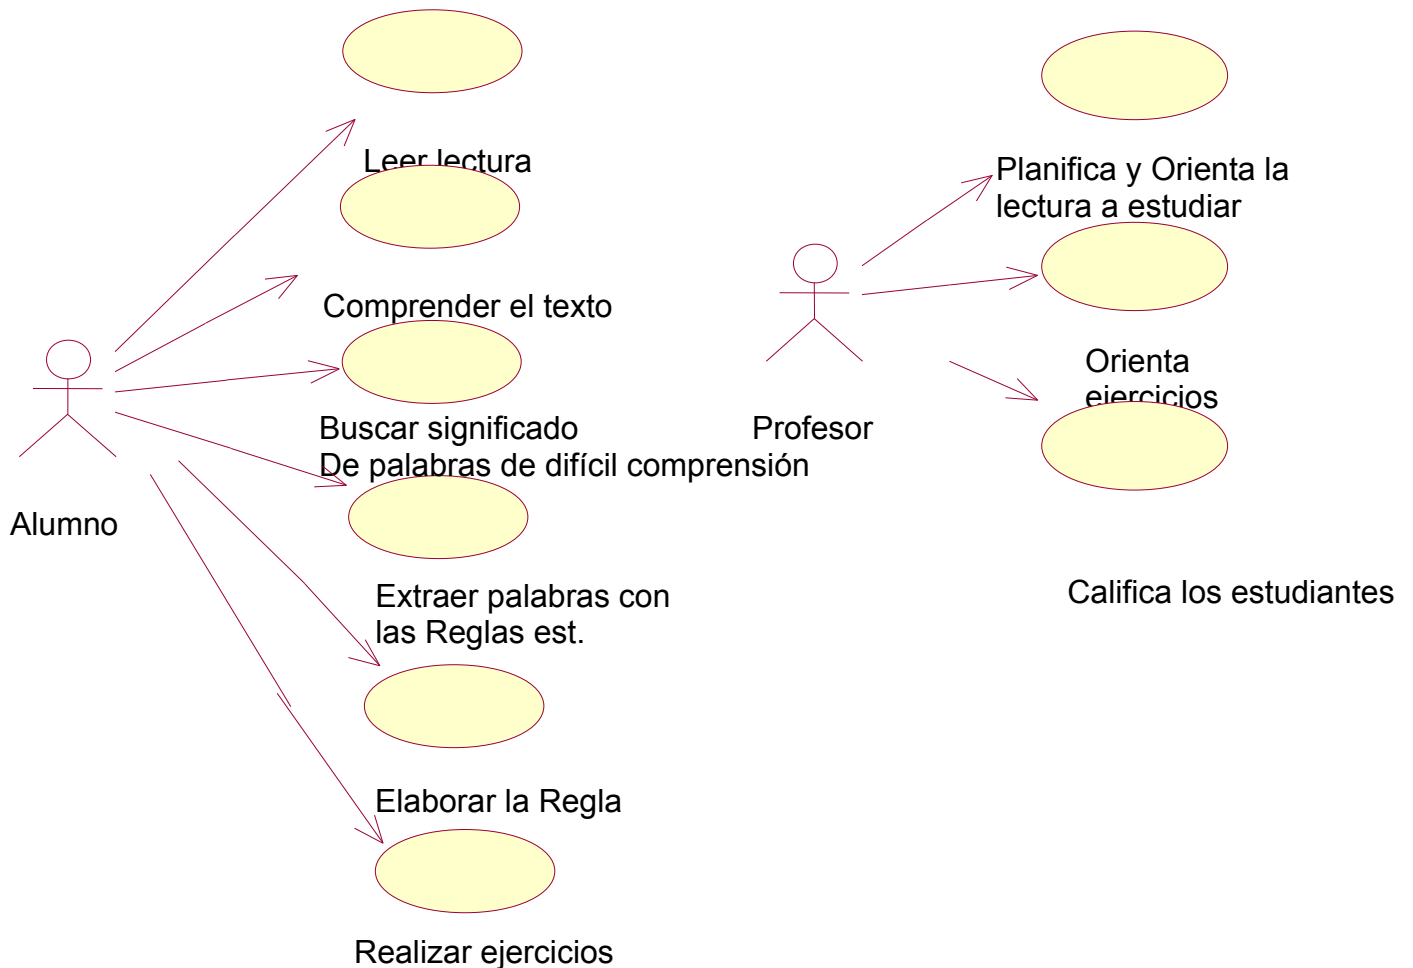 Leer lectura
Comprender el texto
Buscar significado
De palabras de difícil comprensión
Alumno
Extraer palabras con
las Reglas est.
Elaborar la Regla
Realizar ejercicios
Planifica y Orienta la
lectura a estudiar
Orienta
ejercicios
Profesor
Califica los estudiantes